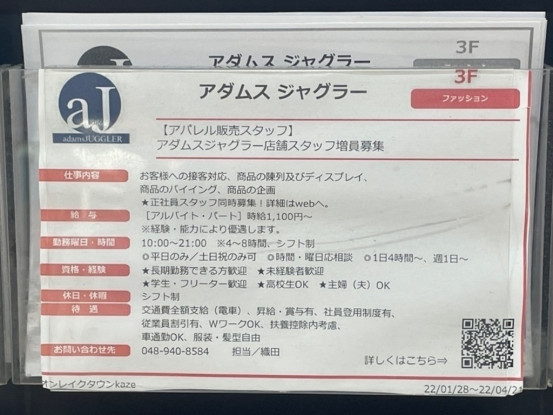 アダムス ジャグラー
3F
aJ
adamsJUGGLER
アダムス ジャグラー
3F
ファッション
【アパレル販売スタッフ】
アダムスジャグラー店舗スタッフ増員募集
仕事内容
お客様への接客対応、商品の陳列及びディスプレイ、
商品のバイイング、商品の企画
★正社員スタッフ同時募集！詳細はwebへ。
給 与
[アルバイト・パート] 時給1,100円～
※経験・能力により優遇します。
勤務曜日・時間
10:00～21:00 ※4～8時間、シフト制
◎平日のみ／土日祝のみ可 ◎時間・曜日応相談 ◎1日4時間～、週1日～
資格・経験
★長期勤務できる方歓迎 ★未経験者歓迎
★学生・フリーター歓迎 ★高校生OK ★主婦（夫）OK
休日・休暇
シフト制
待 遇
交通費全額支給（電車）、昇給・賞与有、社員登用制度有、
従業員割引有、WワークOK、扶養控除内考慮、
車通勤OK、服装・髪型自由
お問い合わせ先
048-940-8584 担当／織田
詳しくはこちら⇒
オンレイクタウンkaze
22/01/28～22/04/2